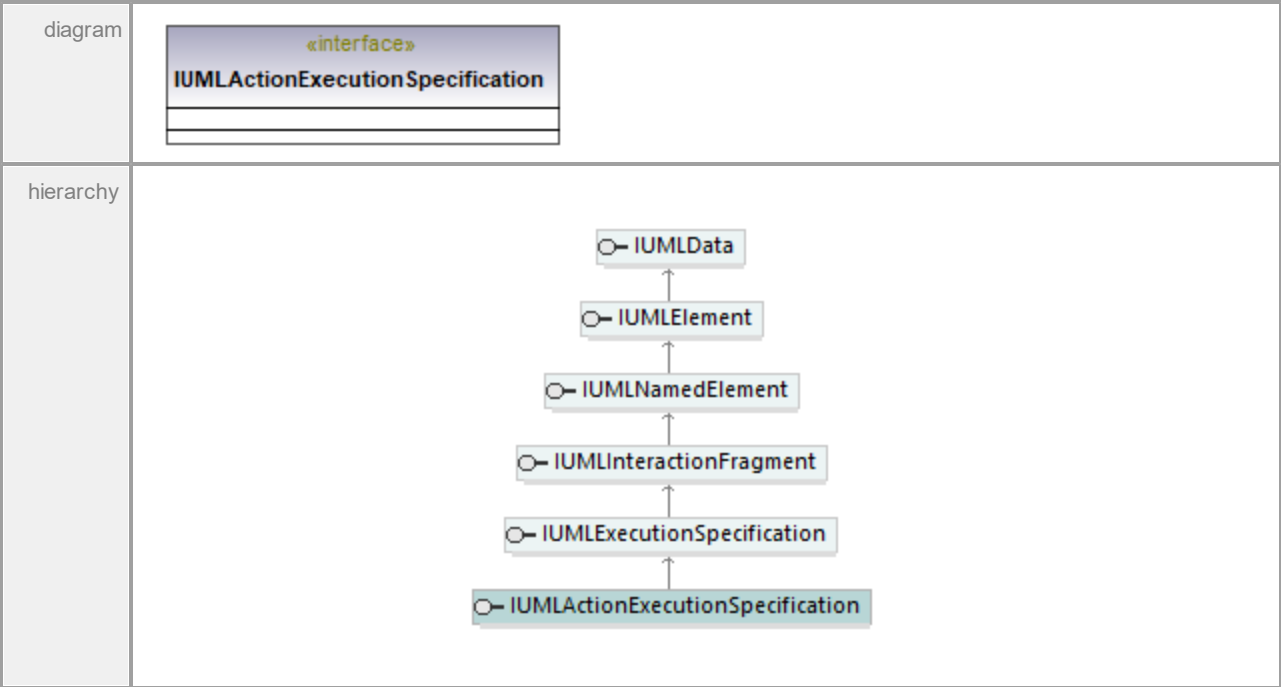 diagram
«interface»
IUMLActionExecutionSpecification
hierarchy
IUMLData
IUMLElement
IUMLNamedElement
IUMLInteractionFragment
IUMLExecutionSpecification
IUMLActionExecutionSpecification